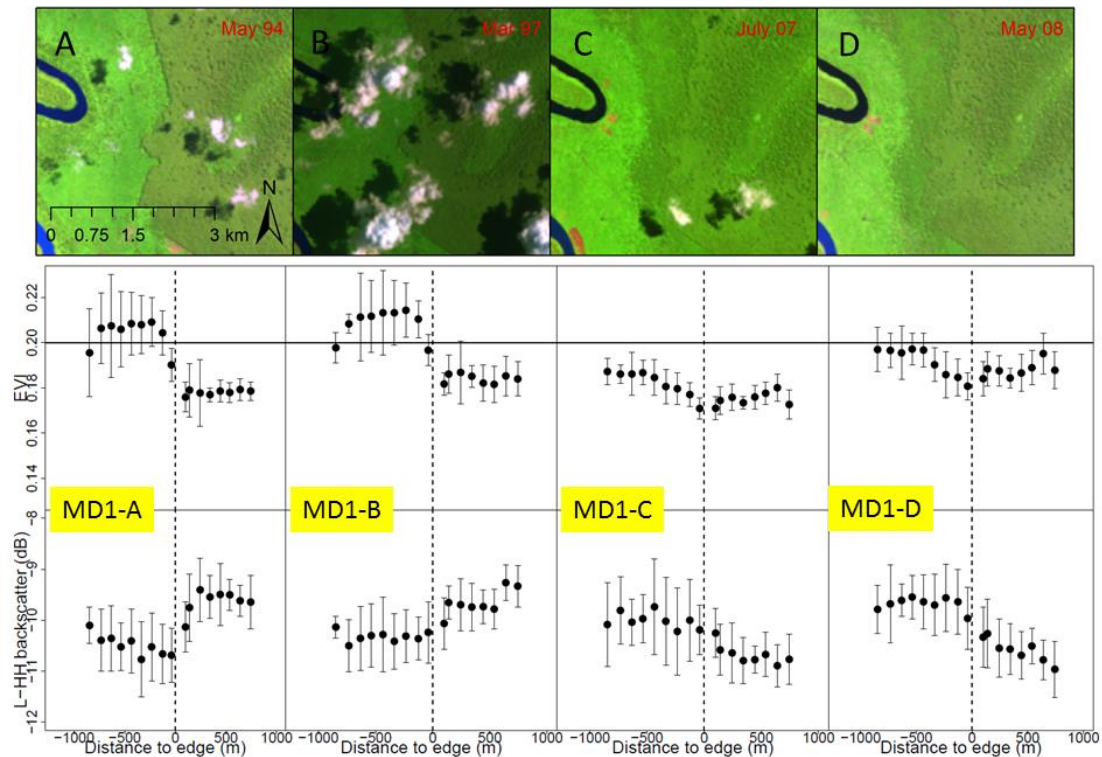 A May 94
B Mar 97
C July 07
D May 08
N
0 0.75 1.5 3 km
EVI
0.22
0.20
0.18
0.16
0.14
MD1-A MD1-B MD1-C MD1-D
L-HH backscatter (dB)
-8
-9
-10
-11
-12
-1000 -500 0 500 1000 -500 0 500 1000 -500 0 500 1000 -500 0 500 1000
Distance to edge (m) Distance to edge (m) Distance to edge (m) Distance to edge (m)